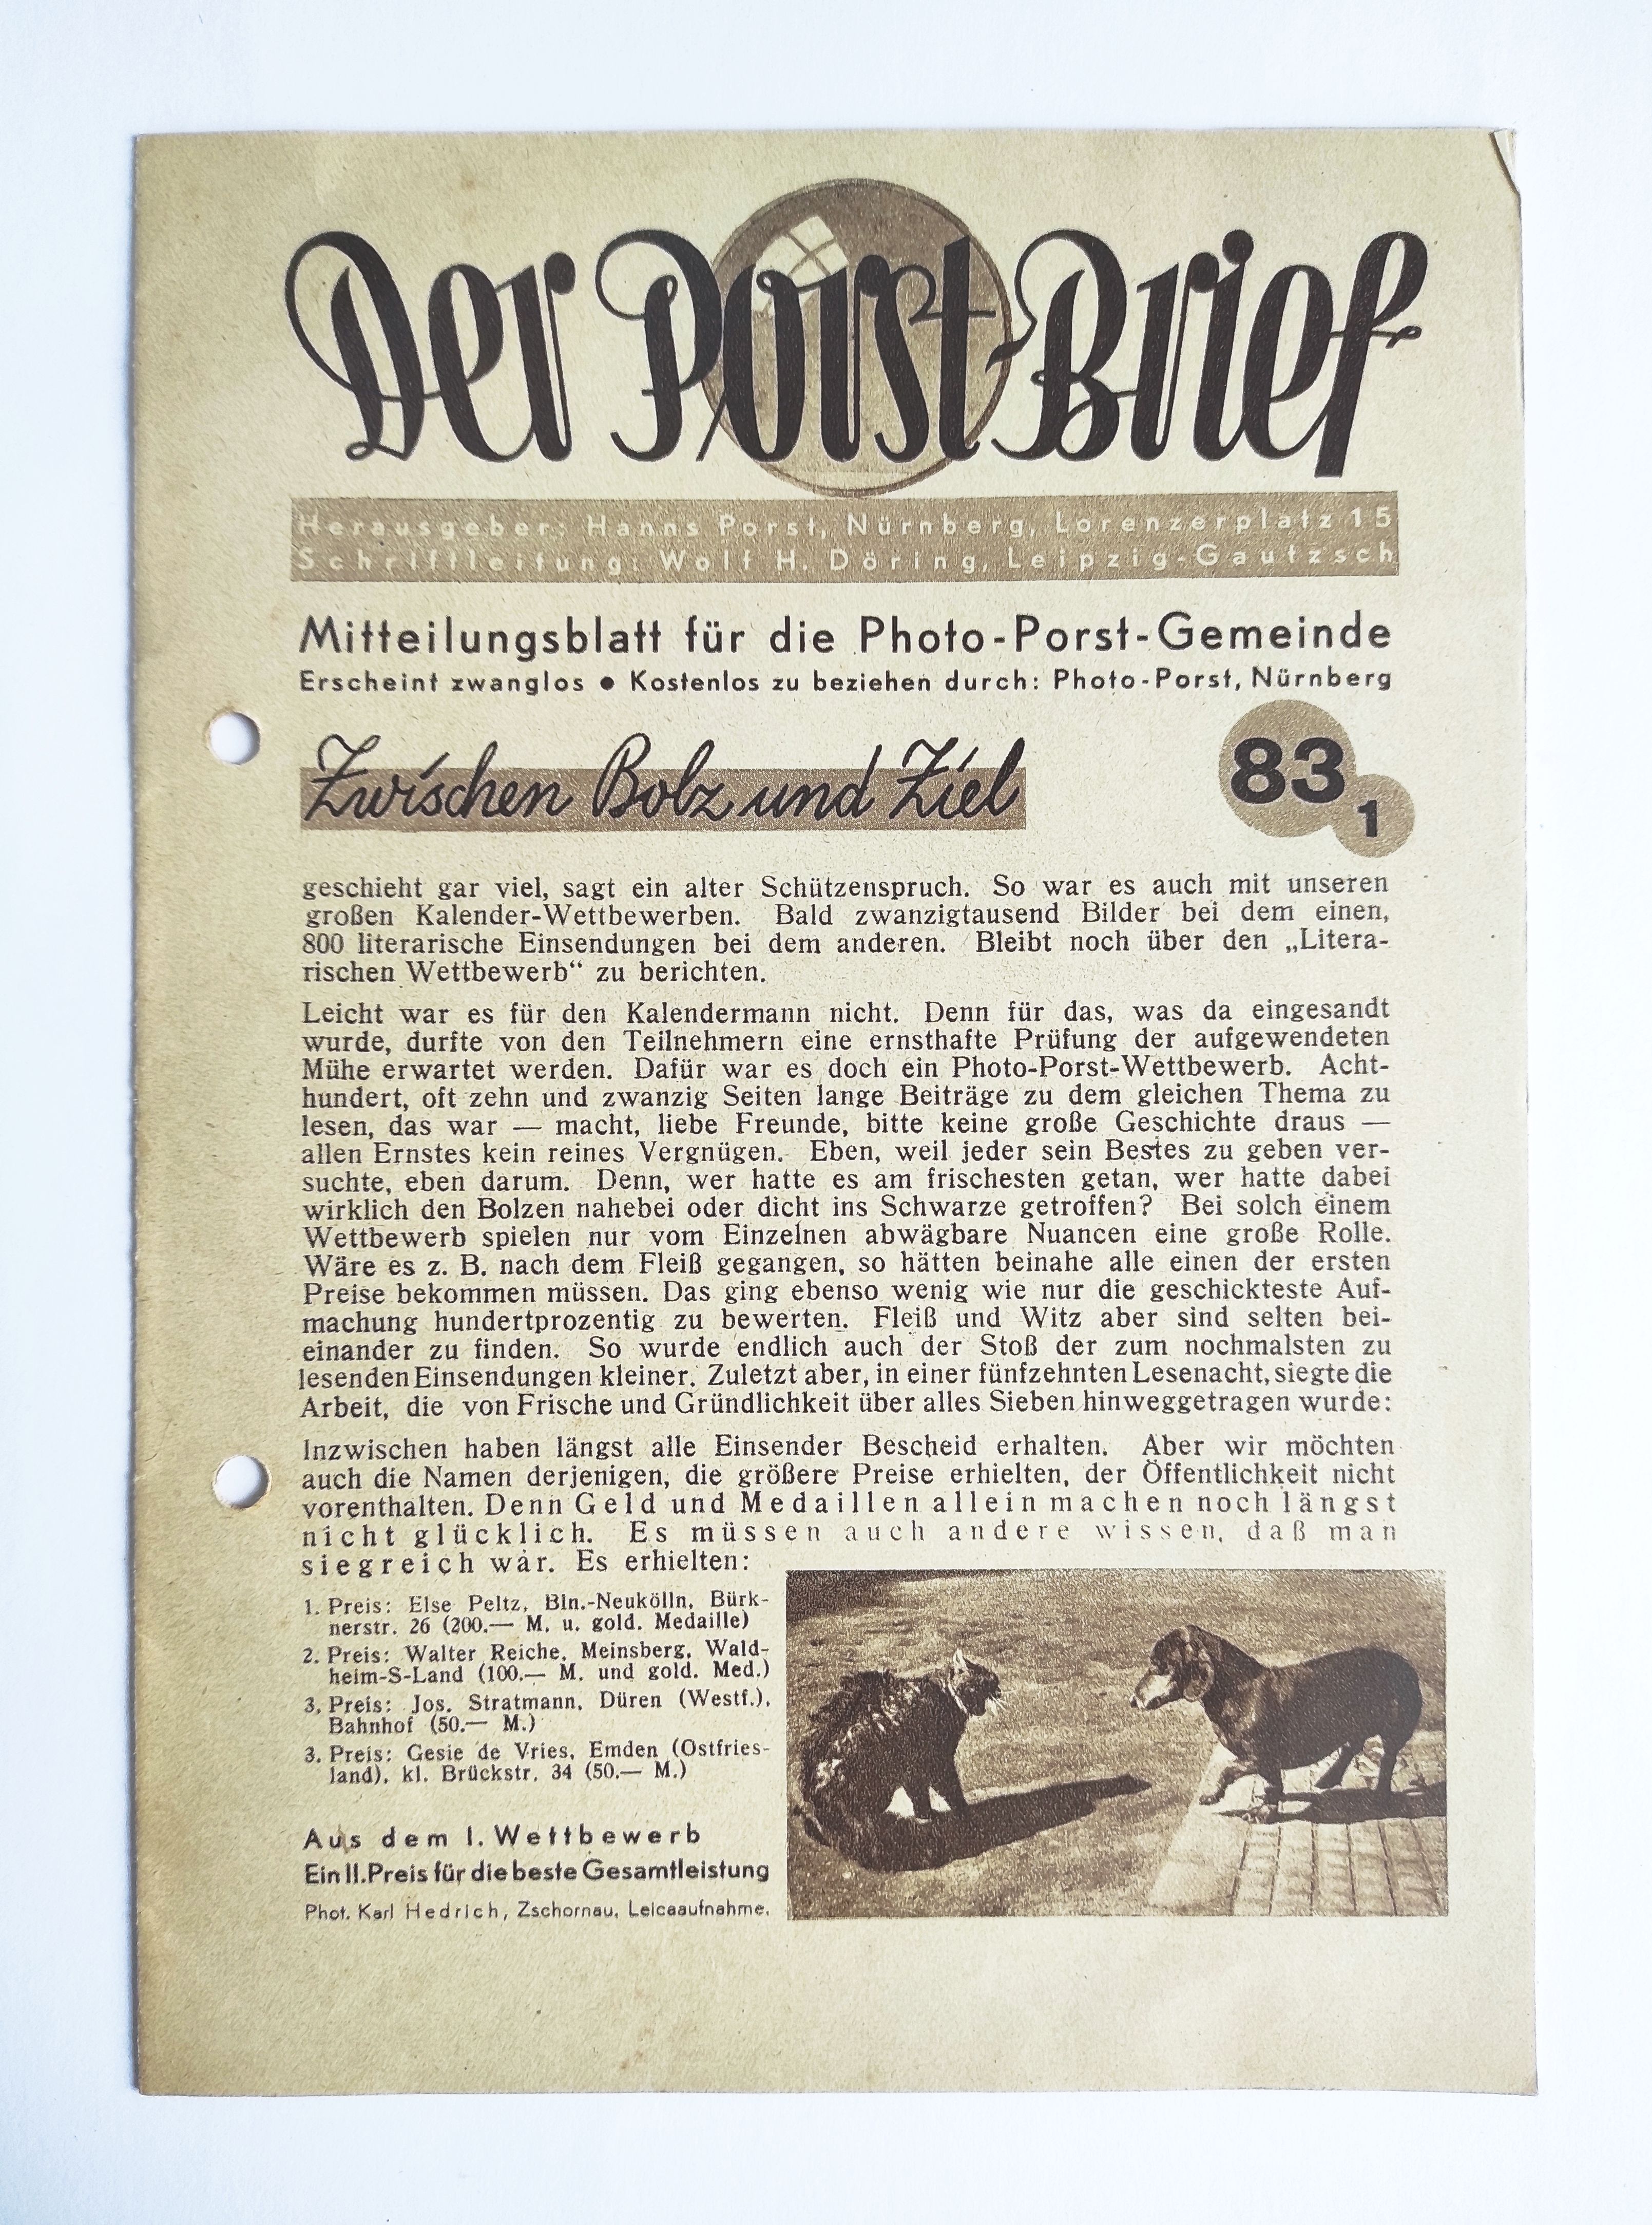 Der Porst-Brief
Herausgeber: Hanns Porst, Nürnberg, Lorenzerplatz 15
Schriftleitung: Wolf H. Döring, Leipzig-Gautzsch
Mitteilungsblatt für die Photo-Porst-Gemeinde
Erscheint zwanglos ● Kostenlos zu beziehen durch: Photo-Porst, Nürnberg
Zwischen Bolz und Ziel
83
1
geschieht gar viel, sagt ein alter Schützenspruch. So war es auch mit unseren
großen Kalender-Wettbewerben. Bald zwanzigtausend Bilder bei dem einen,
800 literarische Einsendungen bei dem anderen. Bleibt noch über den „Litera-
rischen Wettbewerb“ zu berichten.
Leicht war es für den Kalendermann nicht. Denn für das, was da eingesandt
wurde, durfte von den Teilnehmern eine ernsthafte Prüfung der aufgewendeten
Mühe erwartet werden. Dafür war es doch ein Photo-Porst-Wettbewerb. Acht-
hundert, oft zehn und zwanzig Seiten lange Beiträge zu dem gleichen Thema zu
lesen, das war — macht, liebe Freunde, bitte keine große Geschichte draus —
allen Ernstes kein reines Vergnügen. Eben, weil jeder sein Bestes zu geben ver-
suchte, eben darum. Denn, wer hatte es am frischesten getan, wer hatte dabei
wirklich den Bolzen nahebei oder dicht ins Schwarze getroffen? Bei solch einem
Wettbewerb spielen nur vom Einzelnen abwägbare Nuancen eine große Rolle.
Wäre es z. B. nach dem Fleiß gegangen, so hätten beinahe alle einen der ersten
Preise bekommen müssen. Das ging ebenso wenig wie nur die geschickteste Auf-
machung hundertprozentig zu bewerten. Fleiß und Witz aber sind selten bei-
einander zu finden. So wurde endlich auch der Stoß der zum nochmalsten zu
lesenden Einsendungen kleiner. Zuletzt aber, in einer fünfzehnten Lesenacht, siegte die
Arbeit, die von Frische und Gründlichkeit über alles Sieben hinweggetragen wurde:
Inzwischen haben längst alle Einsender Bescheid erhalten. Aber wir möchten
auch die Namen derjenigen, die größere Preise erhielten, der Öffentlichkeit nicht
vorenthalten. Denn Geld und Medaillen allein machen noch längst
nicht glücklich. Es müssen auch andere wissen, daß man
siegreich war. Es erhielten:
1. Preis: Else Peltz, Bln.-Neukölln, Bürk-
nerstr. 26 (200.— M. u. gold. Medaille)
2. Preis: Walter Reiche, Meinsberg, Wald-
heim-S-Land (100.— M. und gold. Med.)
3. Preis: Jos. Stratmann, Düren (Westf.),
Bahnhof (50.— M.)
3. Preis: Gesie de Vries, Emden (Ostfries-
land), kl. Brückstr. 34 (50.— M.)
Aus dem I. Wettbewerb
Ein II. Preis für die beste Gesamtleistung
Phot. Karl Hedrich, Zschornau, Leicaaufnahme.